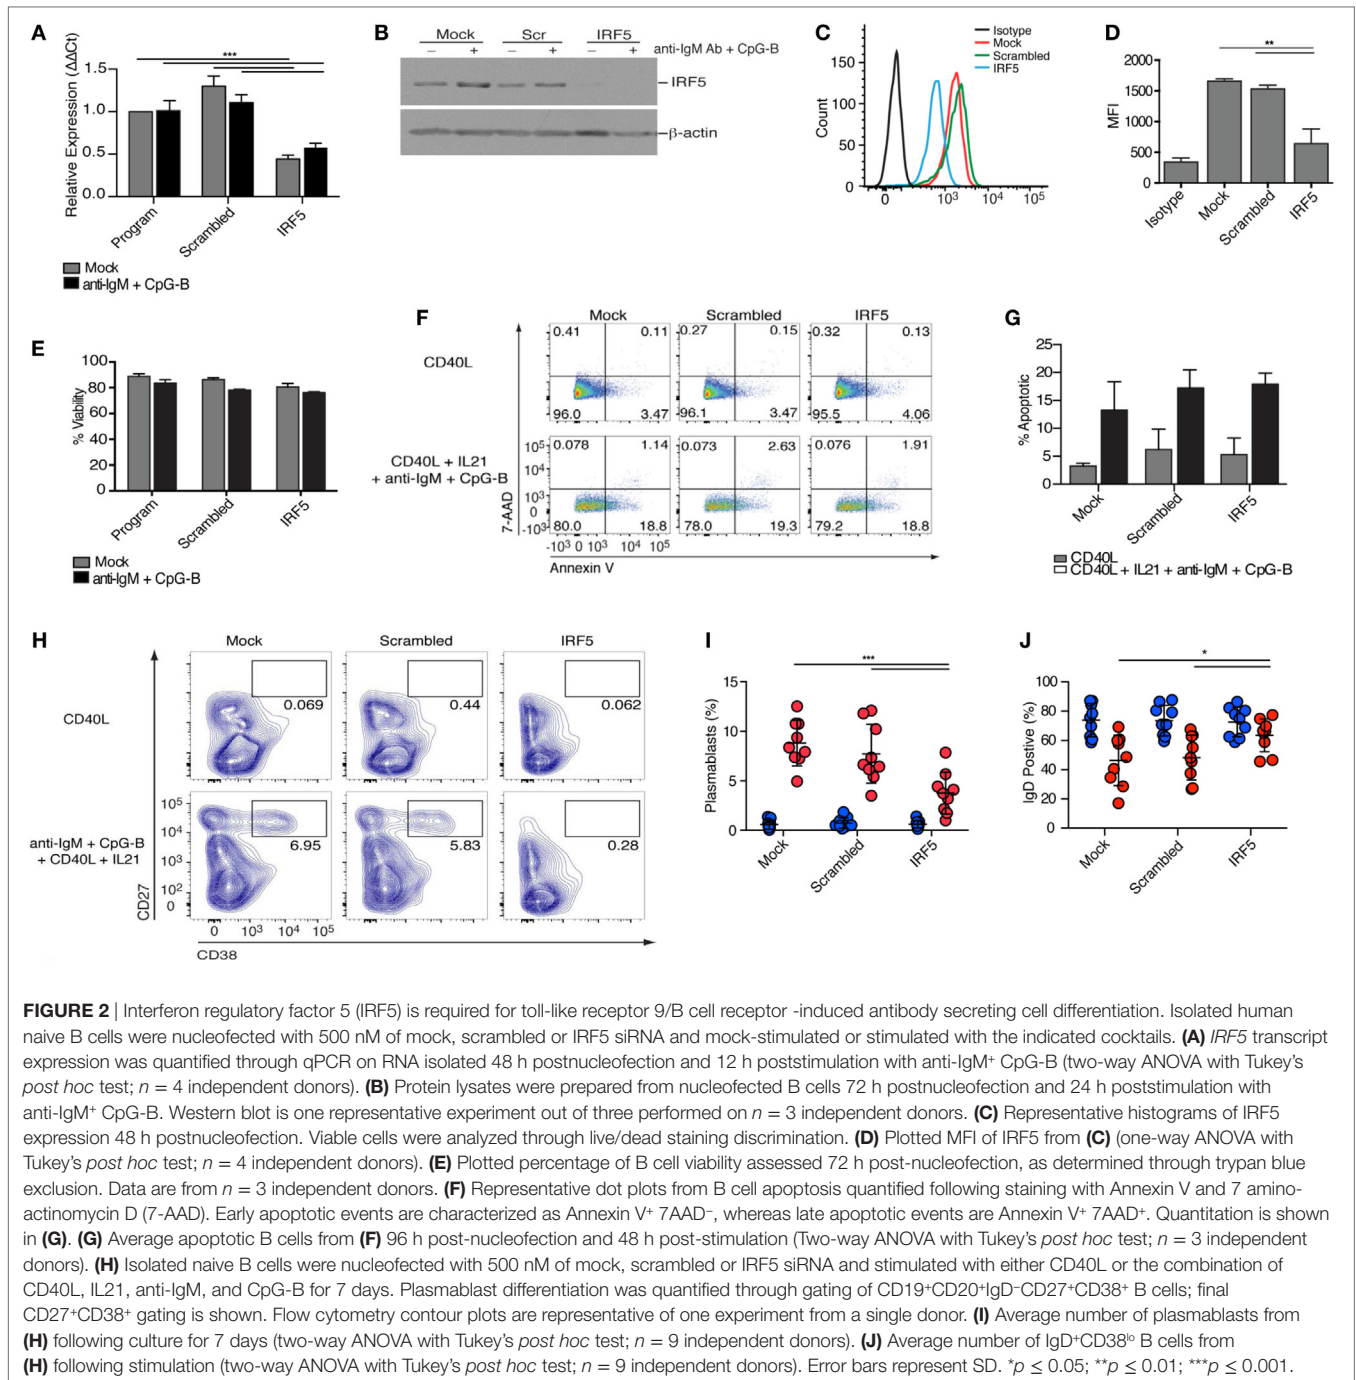 A
***
Relative Expression (ΔΔCt)
1.5
1.0
0.5
0.0
Program
Scrambled
IRF5
Mock
anti-IgM + CpG-B
B
Mock
Scr
IRF5
– + – + – +
anti-IgM Ab + CpG-B
IRF5
β-actin
C
Isotype
Mock
Scrambled
IRF5
Count
150
100
50
0
0 10³ 10⁴ 10⁵
D
**
MFI
2000
1500
1000
500
0
Isotype
Mock
Scrambled
IRF5
E
% Viability
100
80
60
40
20
0
Program
Scrambled
IRF5
Mock
anti-IgM + CpG-B
F
Mock
Scrambled
IRF5
CD40L
0.41 0.11 0.27 0.15 0.32 0.13
96.0 3.47 96.1 3.47 95.5 4.06
CD40L + IL21
+ anti-IgM + CpG-B
0.078 1.14 0.073 2.63 0.076 1.91
80.0 18.8 78.0 19.3 79.2 18.8
10⁵
10⁴
10³
0
-10³
7-AAD
-10³ 0 10³ 10⁴ 10⁵
Annexin V
G
% Apoptotic
25
20
15
10
5
0
Mock
Scrambled
IRF5
CD40L
CD40L + IL21 + anti-IgM + CpG-B
H
Mock
Scrambled
IRF5
CD40L
0.069 0.44 0.062
anti-IgM + CpG-B
+ CD40L + IL21
6.95 5.83 0.28
10⁵
10⁴
10³
10²
0
CD27
0 10³ 10⁴ 10⁵
CD38
I
***
Plasmablasts (%)
15
10
5
0
Mock
Scrambled
IRF5
J
*
IgD Postive (%)
100
80
60
40
20
0
Mock
Scrambled
IRF5
FIGURE 2 | Interferon regulatory factor 5 (IRF5) is required for toll-like receptor 9/B cell receptor -induced antibody secreting cell differentiation. Isolated human
naive B cells were nucleofected with 500 nM of mock, scrambled or IRF5 siRNA and mock-stimulated or stimulated with the indicated cocktails. (A) IRF5 transcript
expression was quantified through qPCR on RNA isolated 48 h postnucleofection and 12 h poststimulation with anti-IgM⁺ CpG-B (two-way ANOVA with Tukey's
post hoc test; n = 4 independent donors). (B) Protein lysates were prepared from nucleofected B cells 72 h postnucleofection and 24 h poststimulation with
anti-IgM⁺ CpG-B. Western blot is one representative experiment out of three performed on n = 3 independent donors. (C) Representative histograms of IRF5
expression 48 h postnucleofection. Viable cells were analyzed through live/dead staining discrimination. (D) Plotted MFI of IRF5 from (C) (one-way ANOVA with
Tukey's post hoc test; n = 4 independent donors). (E) Plotted percentage of B cell viability assessed 72 h post-nucleofection, as determined through trypan blue
exclusion. Data are from n = 3 independent donors. (F) Representative dot plots from B cell apoptosis quantified following staining with Annexin V and 7 amino-
actinomycin D (7-AAD). Early apoptotic events are characterized as Annexin V⁺ 7AAD⁻, whereas late apoptotic events are Annexin V⁺ 7AAD⁺. Quantitation is shown
in (G). (G) Average apoptotic B cells from (F) 96 h post-nucleofection and 48 h post-stimulation (Two-way ANOVA with Tukey's post hoc test; n = 3 independent
donors). (H) Isolated naive B cells were nucleofected with 500 nM of mock, scrambled or IRF5 siRNA and stimulated with either CD40L or the combination of
CD40L, IL21, anti-IgM, and CpG-B for 7 days. Plasmablast differentiation was quantified through gating of CD19⁺CD20⁺IgD⁻CD27⁺CD38⁺ B cells; final
CD27⁺CD38⁺ gating is shown. Flow cytometry contour plots are representative of one experiment from a single donor. (I) Average number of plasmablasts from
(H) following culture for 7 days (two-way ANOVA with Tukey's post hoc test; n = 9 independent donors). (J) Average number of IgD⁺CD38ˡᵒ B cells from
(H) following stimulation (two-way ANOVA with Tukey's post hoc test; n = 9 independent donors). Error bars represent SD. *p ≤ 0.05; **p ≤ 0.01; ***p ≤ 0.001.